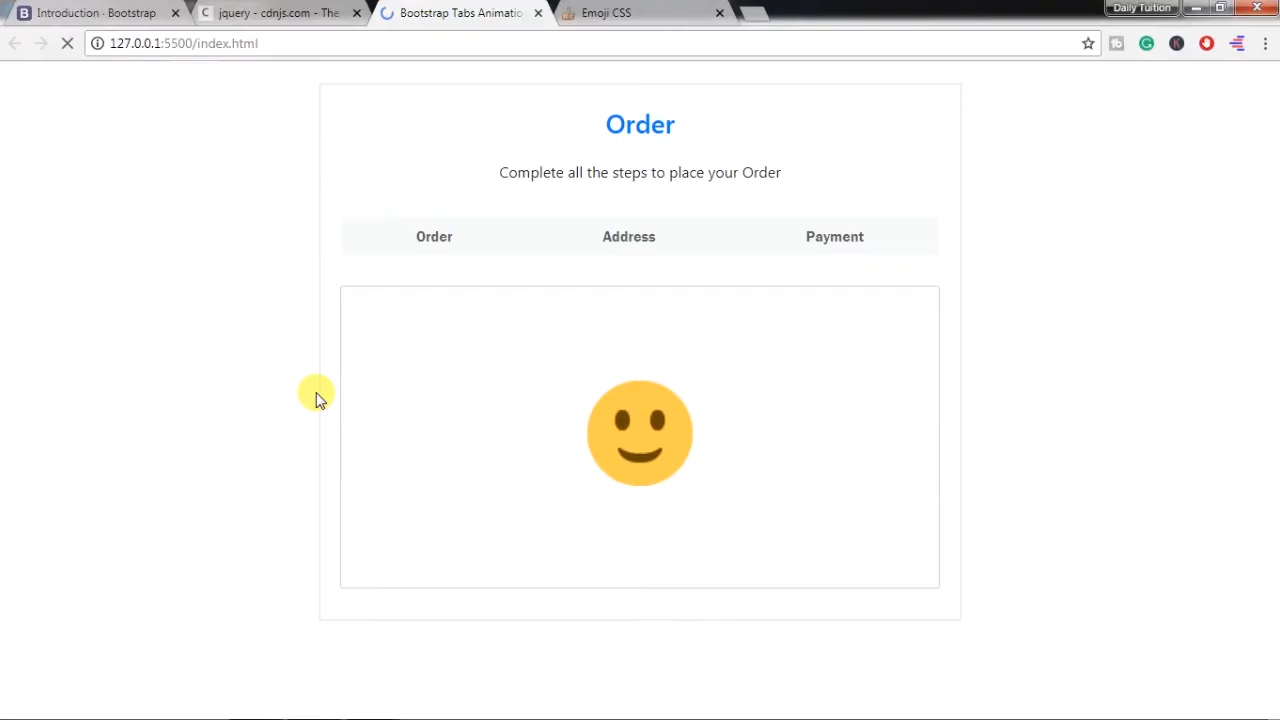 Introduction · Bootstrap
jquery - cdnjs.com - The
Bootstrap Tabs Animatio
Emoji CSS
Daily Tuition
127.0.0.1:5500/index.html
Order
Complete all the steps to place your Order
Order Address Payment